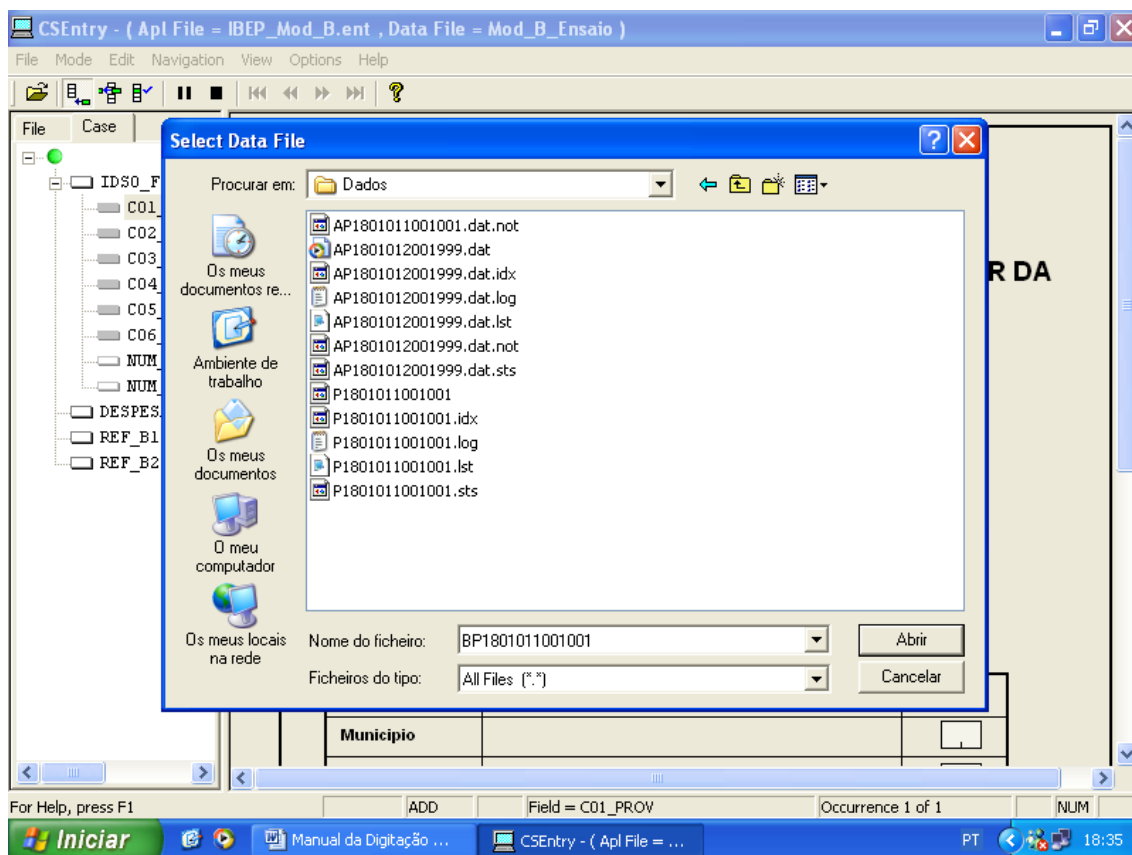 CSEntry - ( Apl File = IBEP_Mod_B.ent , Data File = Mod_B_Ensaio )
File Mode Edit Navigation View Options Help
File Case
IDS0_F
C01_
C02_
C03_
C04_
C05_
C06_
NUM_
NUM_
DESPES
REF_B1
REF_B2
R DA
Select Data File
Procurar em: Dados
Os meus
documentos re...
Ambiente de
trabalho
Os meus
documentos
O meu
computador
Os meus locais
na rede
AP1801011001001.dat.not
AP1801012001999.dat
AP1801012001999.dat.idx
AP1801012001999.dat.log
AP1801012001999.dat.lst
AP1801012001999.dat.not
AP1801012001999.dat.sts
P1801011001001
P1801011001001.idx
P1801011001001.log
P1801011001001.lst
P1801011001001.sts
Nome do ficheiro: BP1801011001001 Abrir
Ficheiros do tipo: All Files (*.*) Cancelar
Municipio
For Help, press F1 ADD Field = C01_PROV Occurrence 1 of 1 NUM
Iniciar Manual da Digitação ... CSEntry - ( Apl File = ... PT 18:35